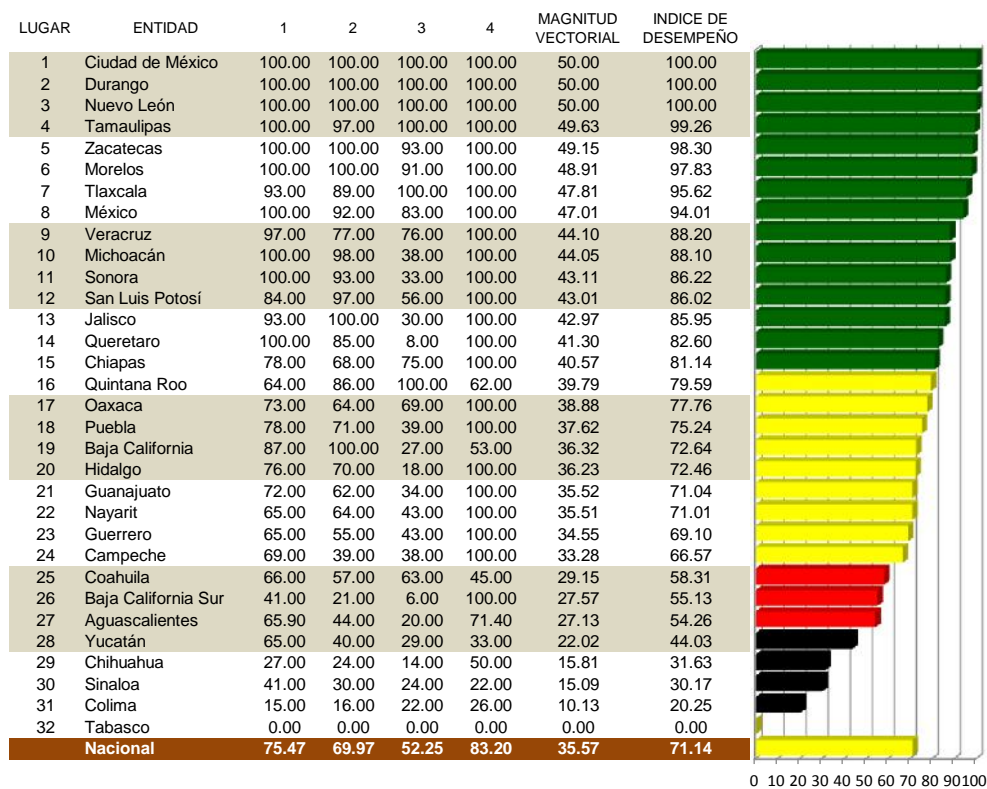 LUGAR ENTIDAD 1 2 3 4 MAGNITUD VECTORIAL INDICE DE DESEMPEÑO
1 Ciudad de México 100.00 100.00 100.00 100.00 50.00 100.00
2 Durango 100.00 100.00 100.00 100.00 50.00 100.00
3 Nuevo León 100.00 100.00 100.00 100.00 50.00 100.00
4 Tamaulipas 100.00 97.00 100.00 100.00 49.63 99.26
5 Zacatecas 100.00 100.00 93.00 100.00 49.15 98.30
6 Morelos 100.00 100.00 91.00 100.00 48.91 97.83
7 Tlaxcala 93.00 89.00 100.00 100.00 47.81 95.62
8 México 100.00 92.00 83.00 100.00 47.01 94.01
9 Veracruz 97.00 77.00 76.00 100.00 44.10 88.20
10 Michoacán 100.00 98.00 38.00 100.00 44.05 88.10
11 Sonora 100.00 93.00 33.00 100.00 43.11 86.22
12 San Luis Potosí 84.00 97.00 56.00 100.00 43.01 86.02
13 Jalisco 93.00 100.00 30.00 100.00 42.97 85.95
14 Queretaro 100.00 85.00 8.00 100.00 41.30 82.60
15 Chiapas 78.00 68.00 75.00 100.00 40.57 81.14
16 Quintana Roo 64.00 86.00 100.00 62.00 39.79 79.59
17 Oaxaca 73.00 64.00 69.00 100.00 38.88 77.76
18 Puebla 78.00 71.00 39.00 100.00 37.62 75.24
19 Baja California 87.00 100.00 27.00 53.00 36.32 72.64
20 Hidalgo 76.00 70.00 18.00 100.00 36.23 72.46
21 Guanajuato 72.00 62.00 34.00 100.00 35.52 71.04
22 Nayarit 65.00 64.00 43.00 100.00 35.51 71.01
23 Guerrero 65.00 55.00 43.00 100.00 34.55 69.10
24 Campeche 69.00 39.00 38.00 100.00 33.28 66.57
25 Coahuila 66.00 57.00 63.00 45.00 29.15 58.31
26 Baja California Sur 41.00 21.00 6.00 100.00 27.57 55.13
27 Aguascalientes 65.90 44.00 20.00 71.40 27.13 54.26
28 Yucatán 65.00 40.00 29.00 33.00 22.02 44.03
29 Chihuahua 27.00 24.00 14.00 50.00 15.81 31.63
30 Sinaloa 41.00 30.00 24.00 22.00 15.09 30.17
31 Colima 15.00 16.00 22.00 26.00 10.13 20.25
32 Tabasco 0.00 0.00 0.00 0.00 0.00 0.00
Nacional 75.47 69.97 52.25 83.20 35.57 71.14
0 10 20 30 40 50 60 70 80 90 100